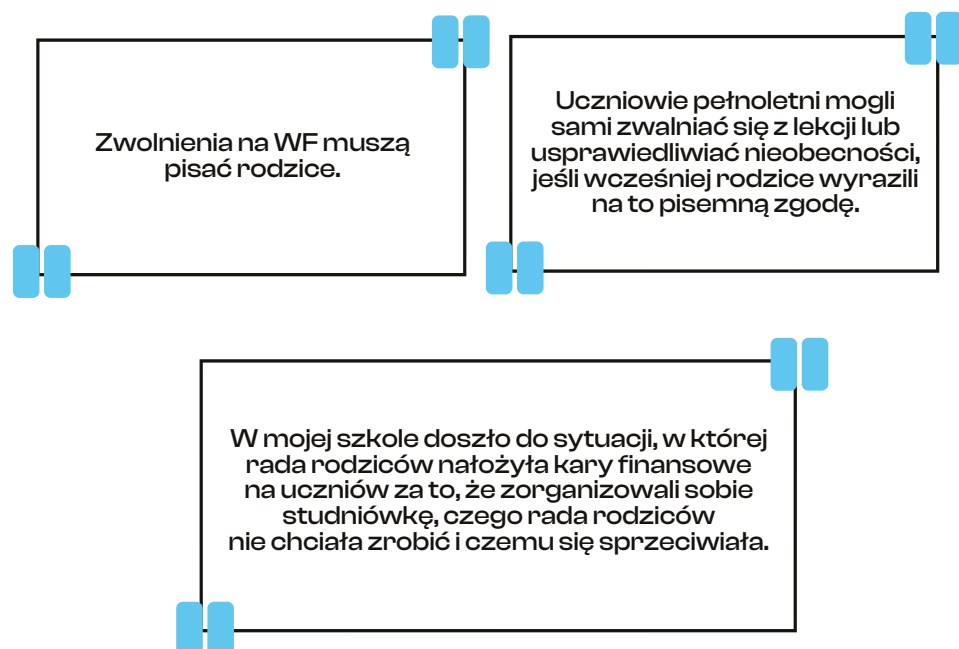 Zwolnienia na WF muszą
pisać rodzice.
Uczniowie pełnoletni mogli
sami zwalniać się z lekcji lub
usprawiedliwiać nieobecności,
jeśli wcześniej rodzice wyrazili
na to pisemną zgodę.
W mojej szkole doszło do sytuacji, w której
rada rodziców nałożyła kary finansowe
na uczniów za to, że zorganizowali sobie
studniówkę, czego rada rodziców
nie chciała zrobić i czemu się sprzeciwiała.